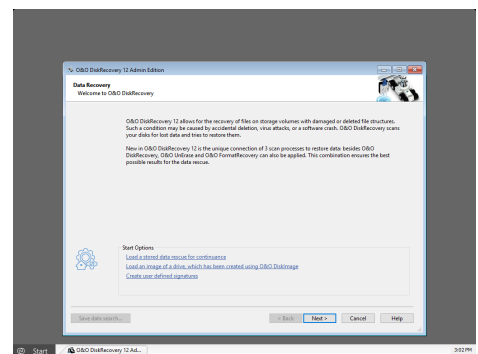 O&O DiskRecovery 12 Admin Edition
Data Recovery
Welcome to O&O DiskRecovery
O&O DiskRecovery 12 allows for the recovery of files on storage volumes with damaged or deleted file structures.
Such a condition may be caused by accidental deletion, virus attacks, or a software crash. O&O DiskRecovery scans
your disks for lost data and tries to restore them.
New in O&O DiskRecovery 12 is the unique connection of 3 scan processes to restore data: besides O&O
DiskRecovery, O&O UnErase and O&O FormatRecovery can also be applied. This combination ensures the best
possible results for the data rescue.
Start Options
Load a stored data rescue for continuance
Load an image of a drive, which has been created using O&O DiskImage
Create user defined signatures
Save data search...
< Back
Next >
Cancel
Help
@ Start
O&O DiskRecovery 12 Ad...
3:02 PM